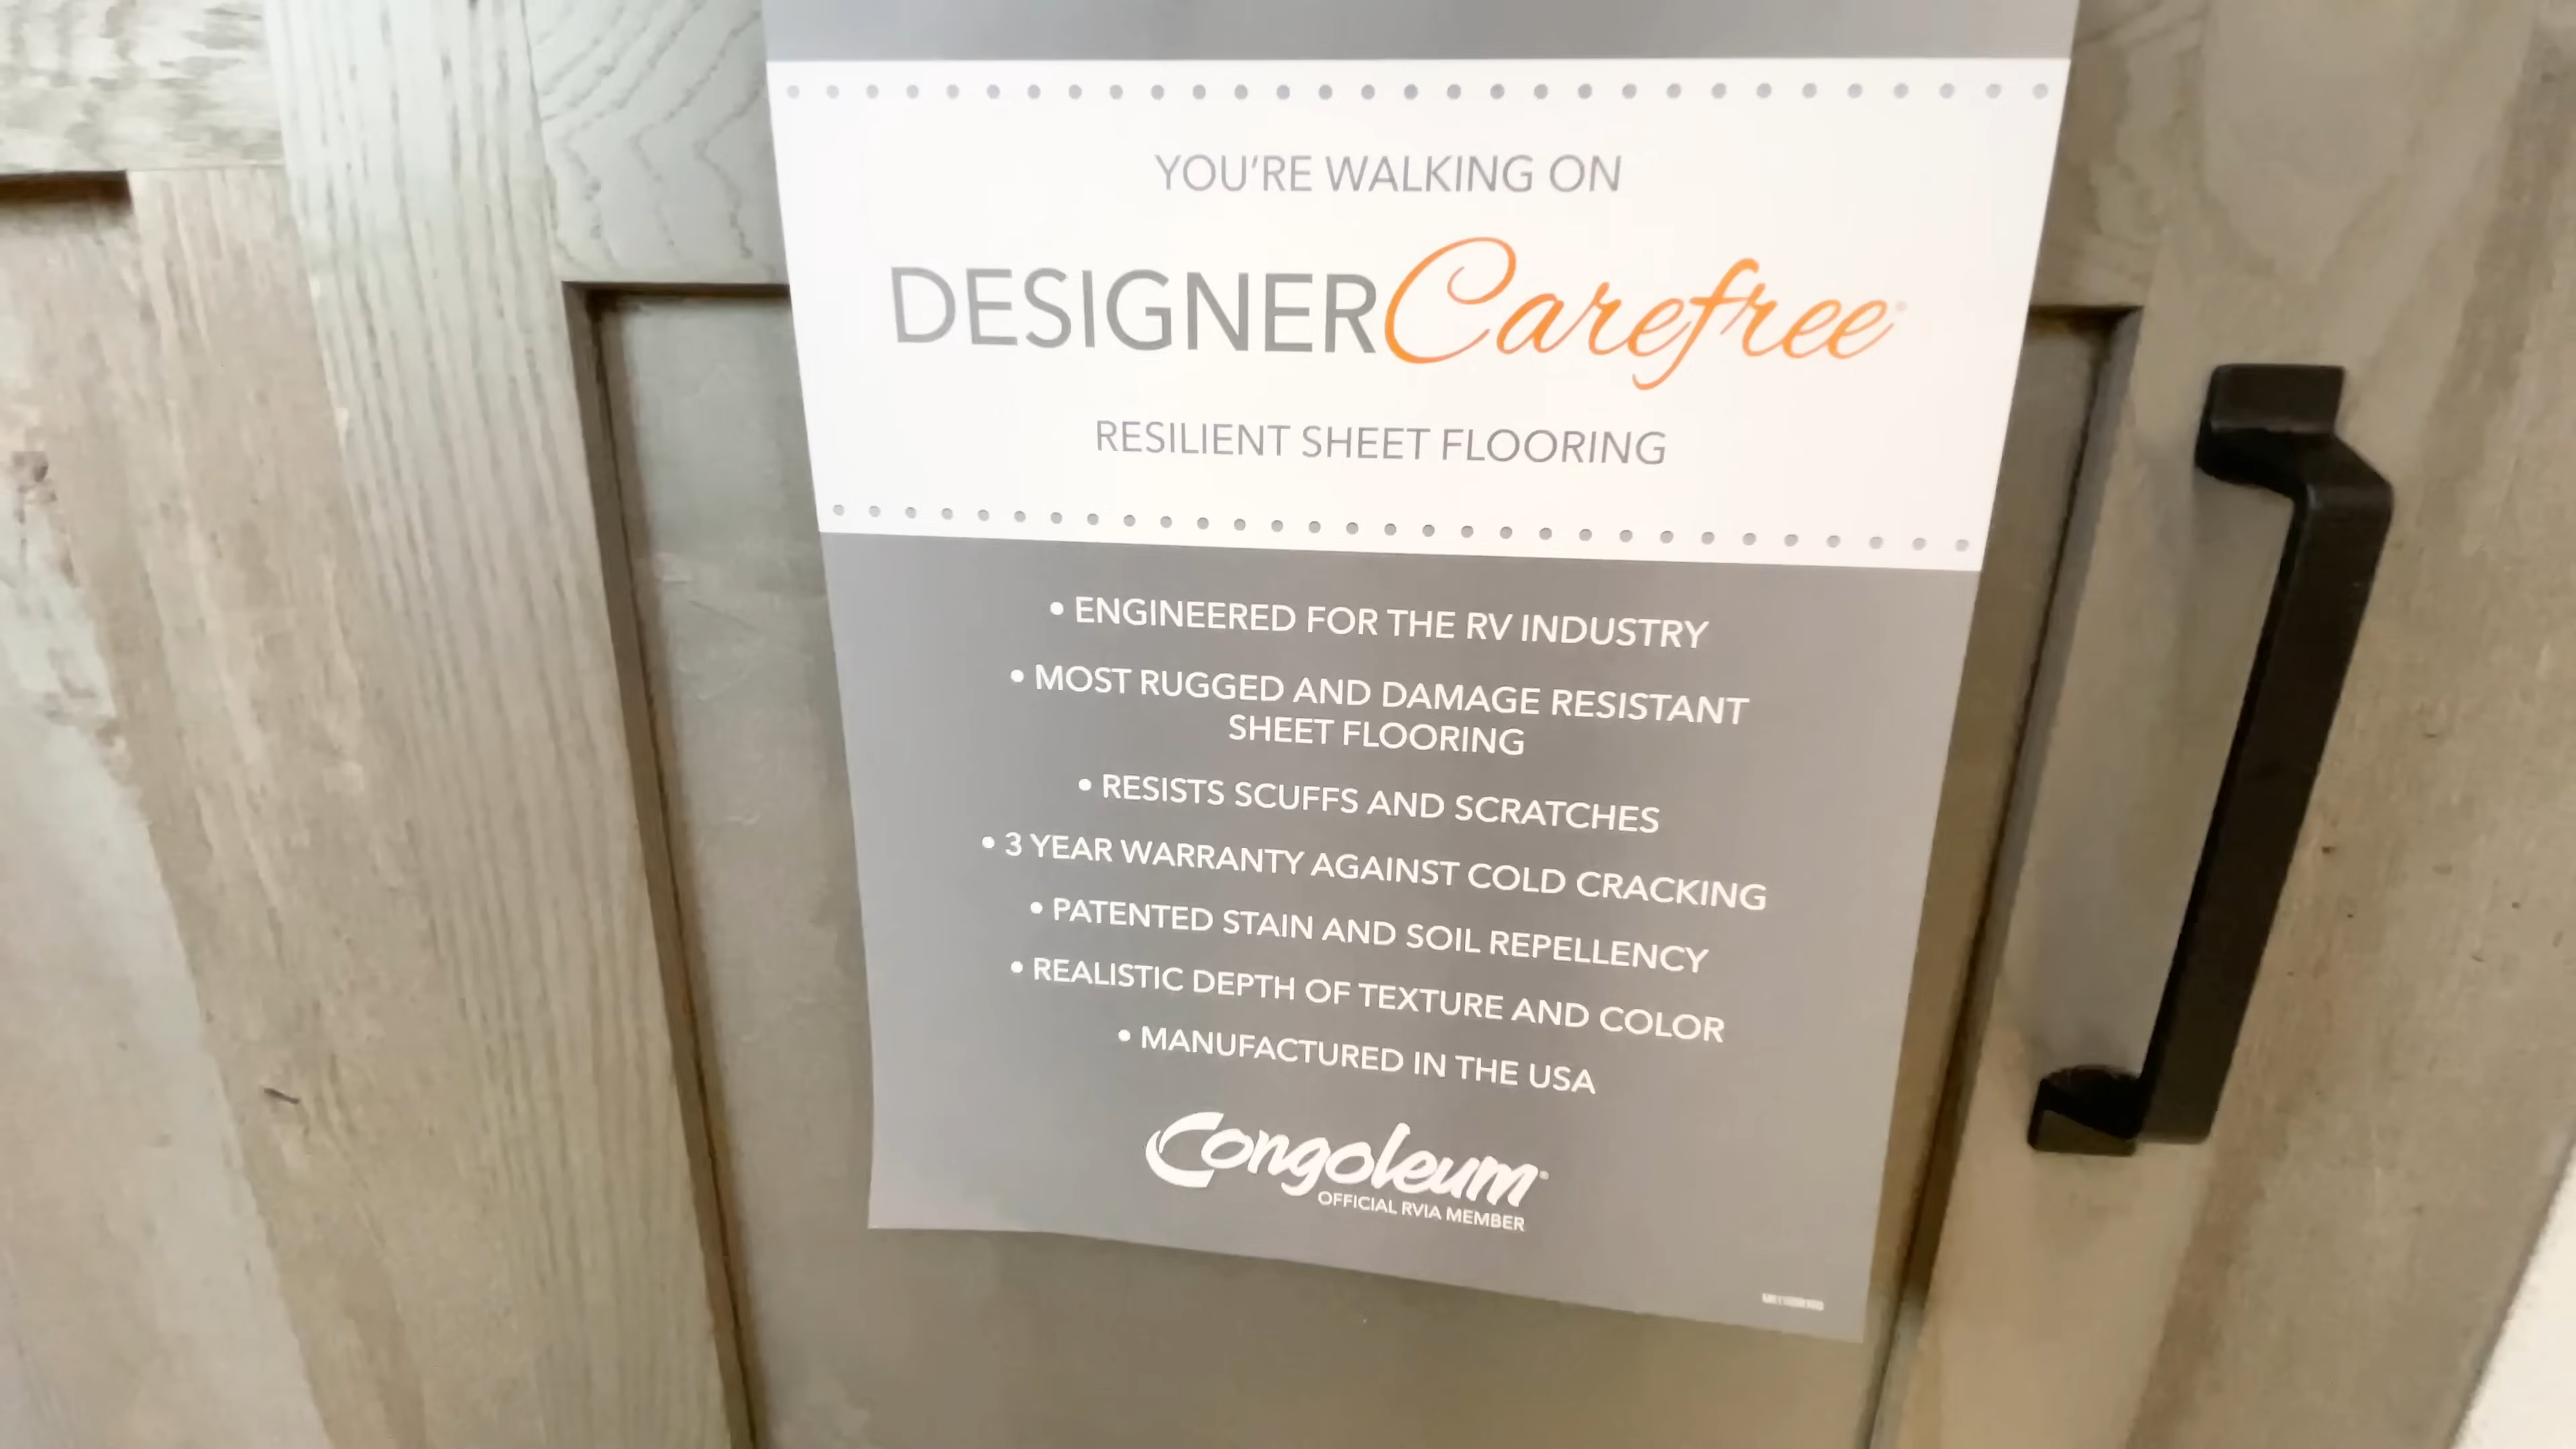 YOU'RE WALKING ON
DESIGNER Carefree
RESILIENT SHEET FLOORING
• ENGINEERED FOR THE RV INDUSTRY
• MOST RUGGED AND DAMAGE RESISTANT
SHEET FLOORING
• RESISTS SCUFFS AND SCRATCHES
• 3 YEAR WARRANTY AGAINST COLD CRACKING
• PATENTED STAIN AND SOIL REPELLENCY
• REALISTIC DEPTH OF TEXTURE AND COLOR
• MANUFACTURED IN THE USA
Congoleum®
OFFICIAL RVIA MEMBER